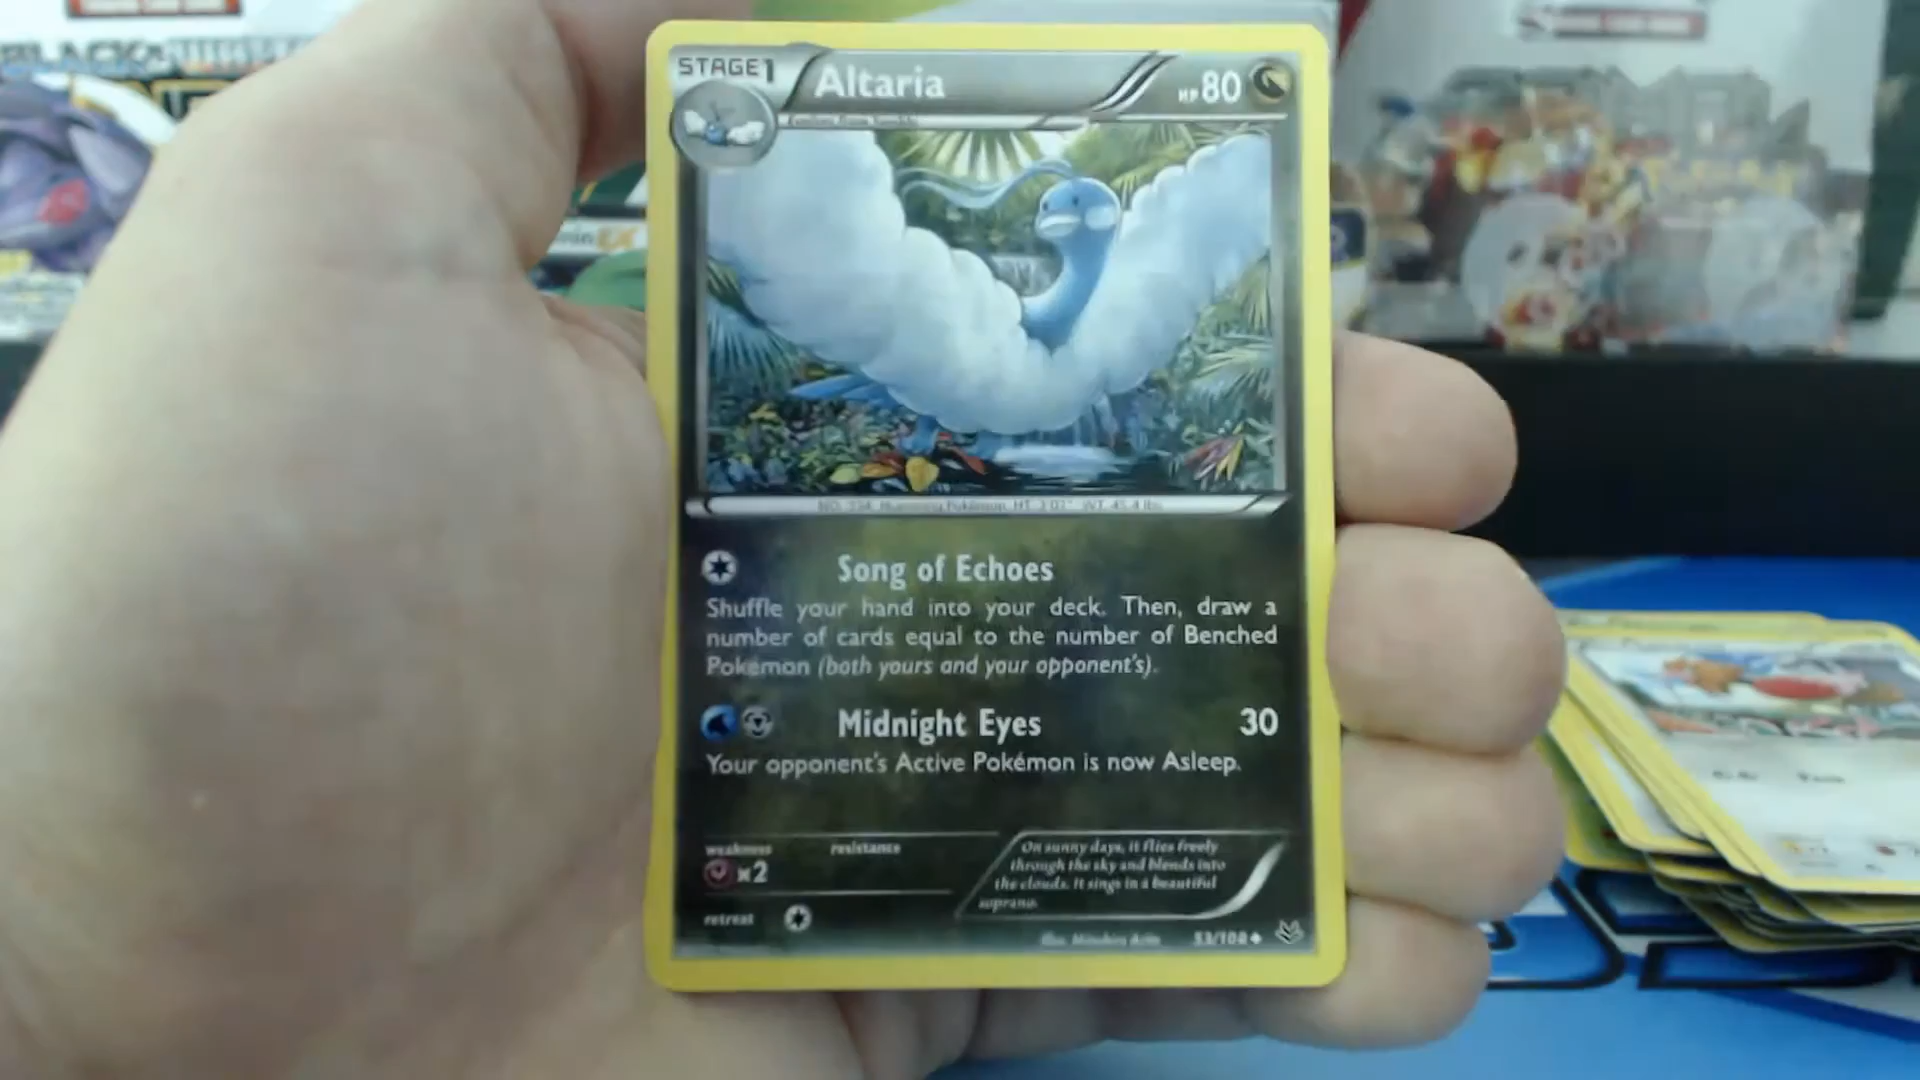 BLACK &
STAGE1
Altaria
HP80
Song of Echoes
Shuffle your hand into your deck. Then, draw a
number of cards equal to the number of Benched
Pokémon (both yours and your opponent's).
Midnight Eyes 30
Your opponent's Active Pokémon is now Asleep.
weakness resistance
x2
On sunny days, it flies freely
through the sky and blends into
the clouds. It sings in a beautiful
soprano.
retreat
53/108